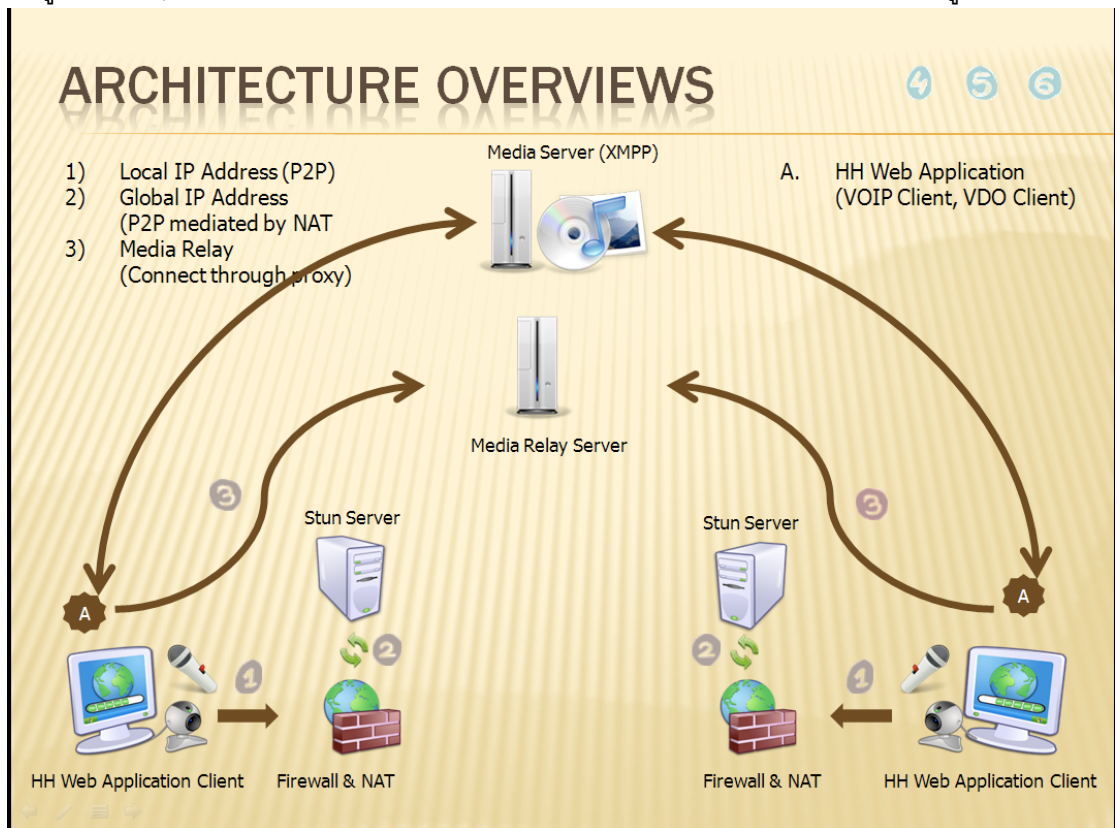 ARCHITECTURE OVERVIEWS
4 5 6
1) Local IP Address (P2P)
2) Global IP Address
(P2P mediated by NAT
3) Media Relay
(Connect through proxy)
Media Server (XMPP)
A. HH Web Application
(VOIP Client, VDO Client)
Media Relay Server
3
3
Stun Server
Stun Server
A
A
2
2
1
1
HH Web Application Client
Firewall & NAT
Firewall & NAT
HH Web Application Client